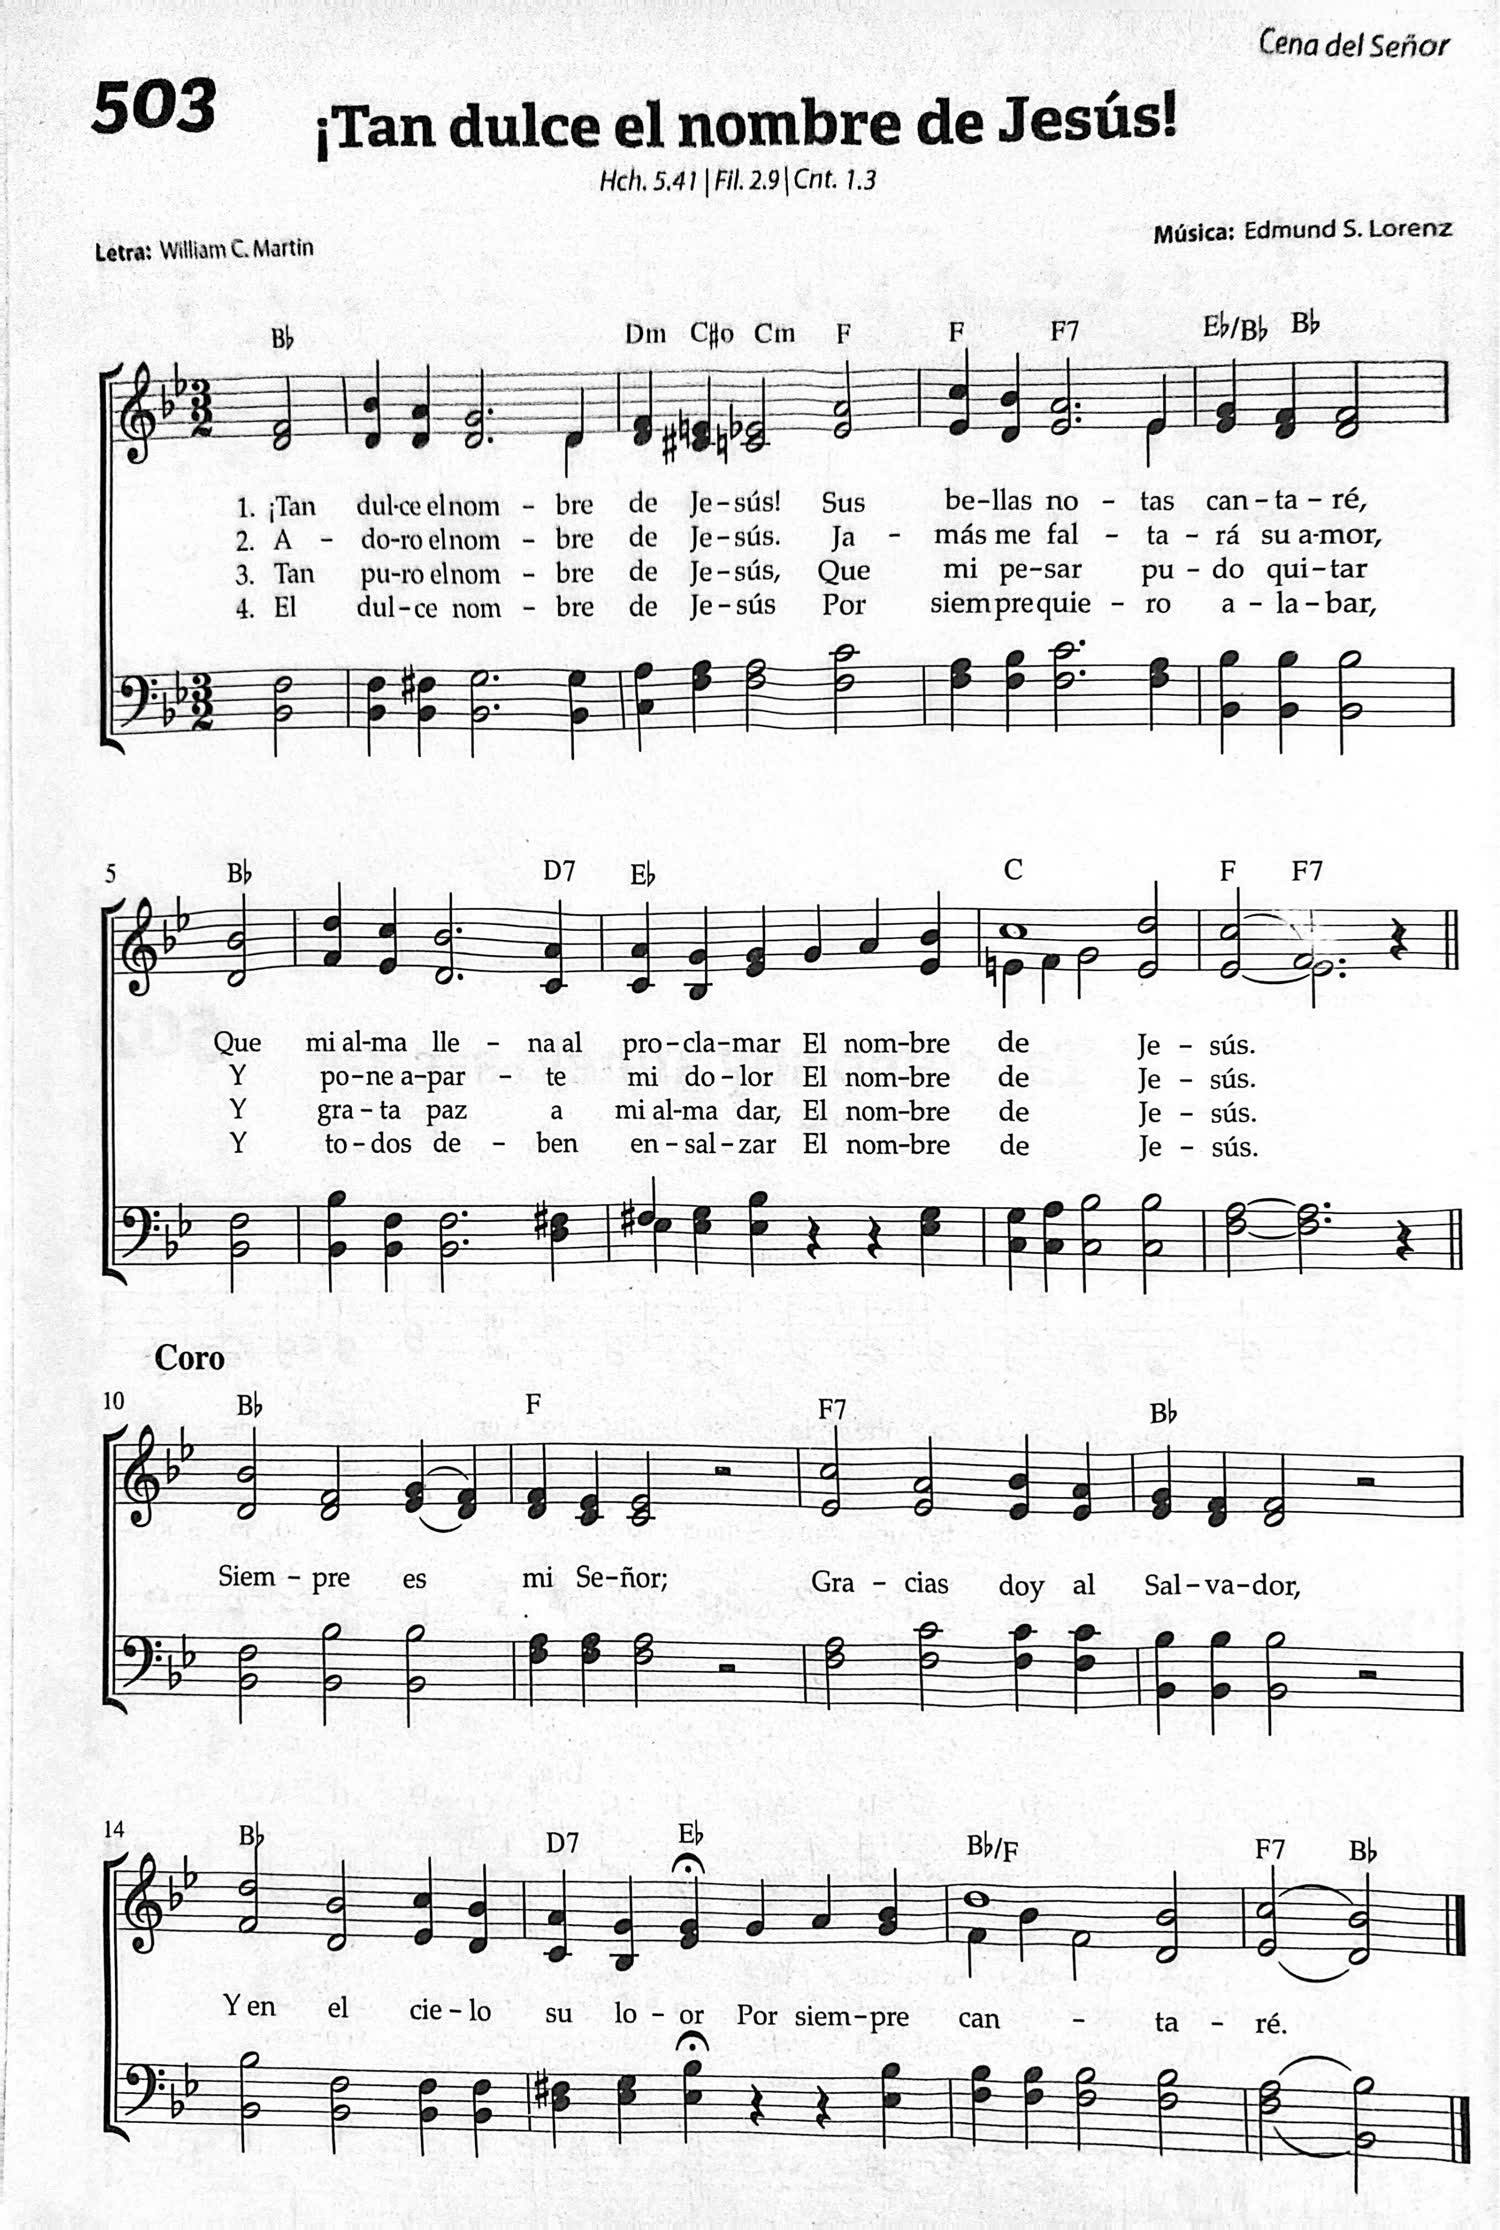 Cena del Señor
503
¡Tan dulce el nombre de Jesús!
Hch. 5.41 | Fil. 2.9 | Cnt. 1.3
Letra: William C. Martin
Música: Edmund S. Lorenz
B♭ Dm C#o Cm F F F7 E♭/B♭ B♭
1. ¡Tan dul-ce el nom - bre de Je-sús! Sus be-llas no - tas can-ta-ré,
2. A - do-ro el nom - bre de Je-sús. Ja - más me fal - ta - rá su a-mor,
3. Tan pu-ro el nom - bre de Je-sús, Que mi pe-sar pu - do qui-tar
4. El dul-ce nom - bre de Je-sús Por siem pre quie - ro a - la-bar,
5
B♭ D7 E♭ C F F7
Que mi al-ma lle - na al pro-cla-mar El nom-bre de Je - sús.
Y po-ne a-par - te mi do-lor El nom-bre de Je - sús.
Y gra-ta paz a mi al-ma dar, El nom-bre de Je - sús.
Y to-dos de - ben en-sal-zar El nom-bre de Je - sús.
Coro
10
B♭ F F7 B♭
Siem - pre es mi Se-ñor; Gra - cias doy al Sal-va-dor,
14
B♭ D7 E♭ B♭/F F7 B♭
Y en el cie-lo su lo-or Por siem-pre can - ta - ré.